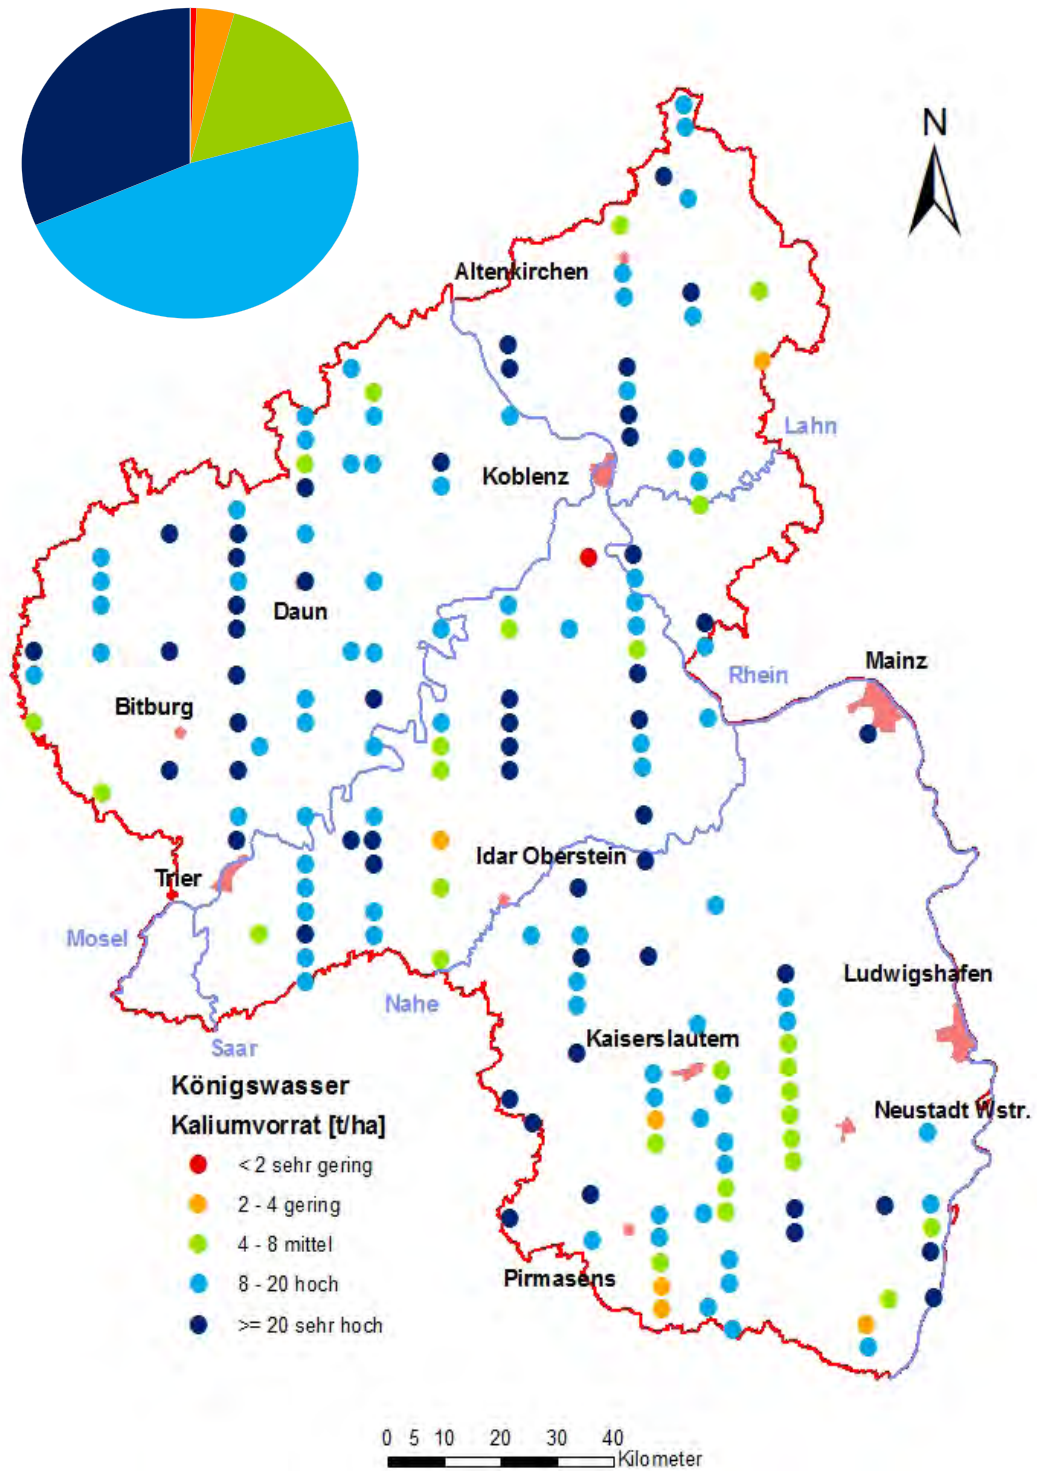 N
Altenkirchen
Lahn
Koblenz
Daun
Mainz
Rhein
Bitburg
Idar Oberstein
Trier
Mosel
Ludwigshafen
Nahe
Kaiserslautern
Saar
Königswasser
Kaliumvorrat [t/ha]
Neustadt Wstr.
< 2 sehr gering
2 - 4 gering
4 - 8 mittel
8 - 20 hoch
Pirmasens
>= 20 sehr hoch
0 5 10 20 30 40
Kilometer